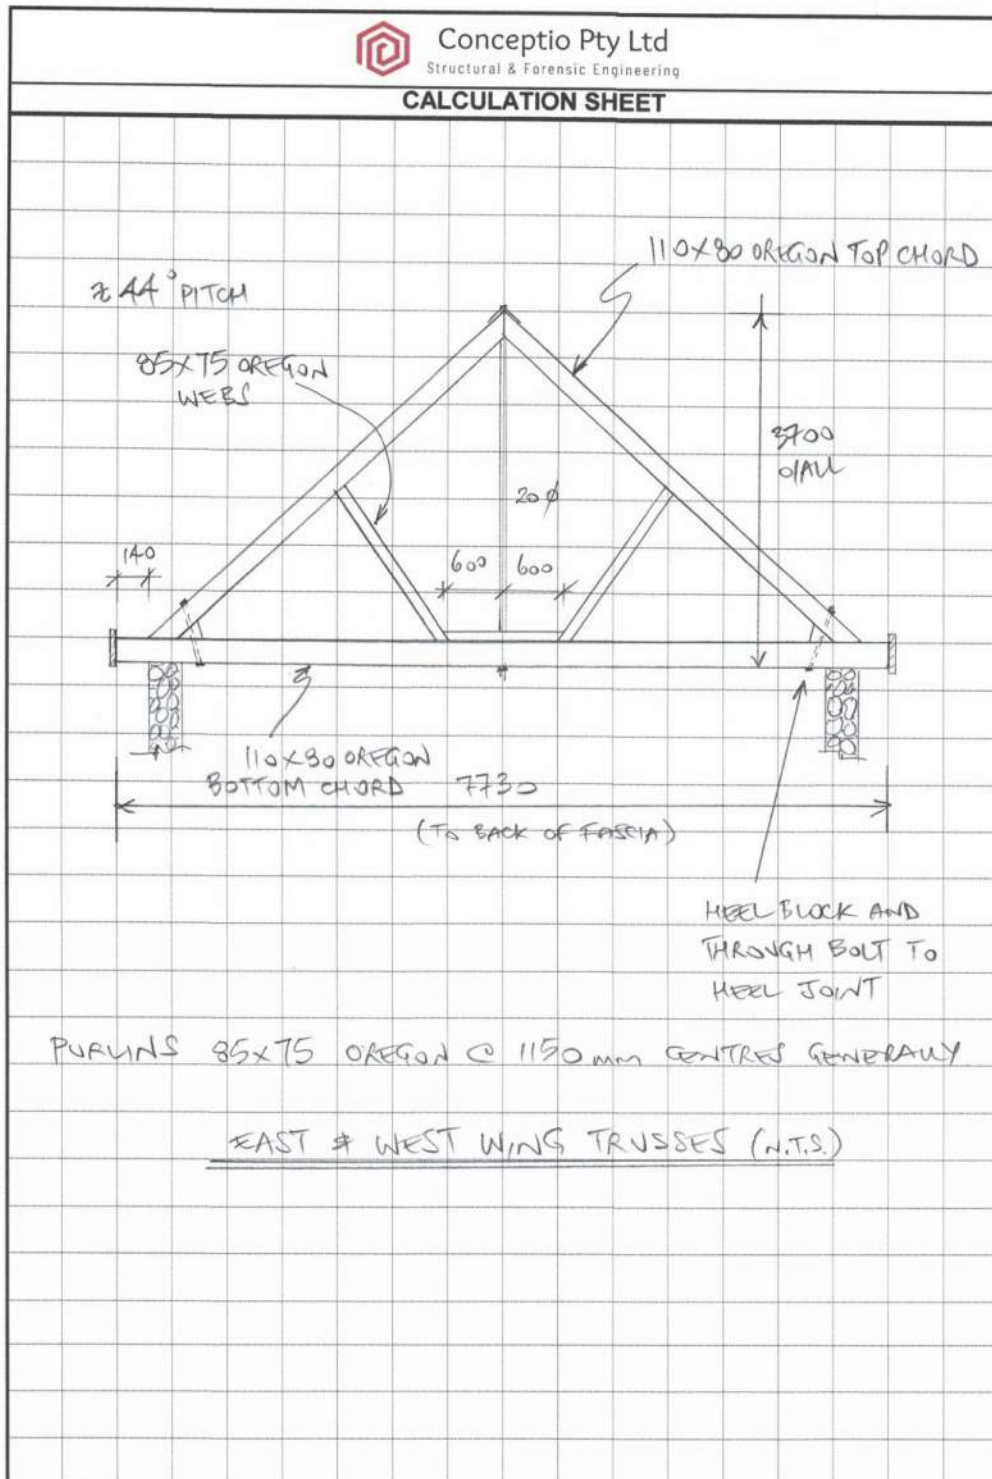 Conceptio Pty Ltd
Structural & Forensic Engineering
CALCULATION SHEET
110X80 OREGON TOP CHORD
≈ 44° PITCH
85X75 OREGON
WEBS
3700
O/ALL
20 ϕ
140
600
600
110X80 OREGON
BOTTOM CHORD
7730
(TO BACK OF FASCIA)
HEEL BLOCK AND
THROUGH BOLT TO
HEEL JOINT
PURLINS 85X75 OREGON @ 1150 mm CENTRES GENERALLY
EAST & WEST WING TRUSSES (N.T.S.)